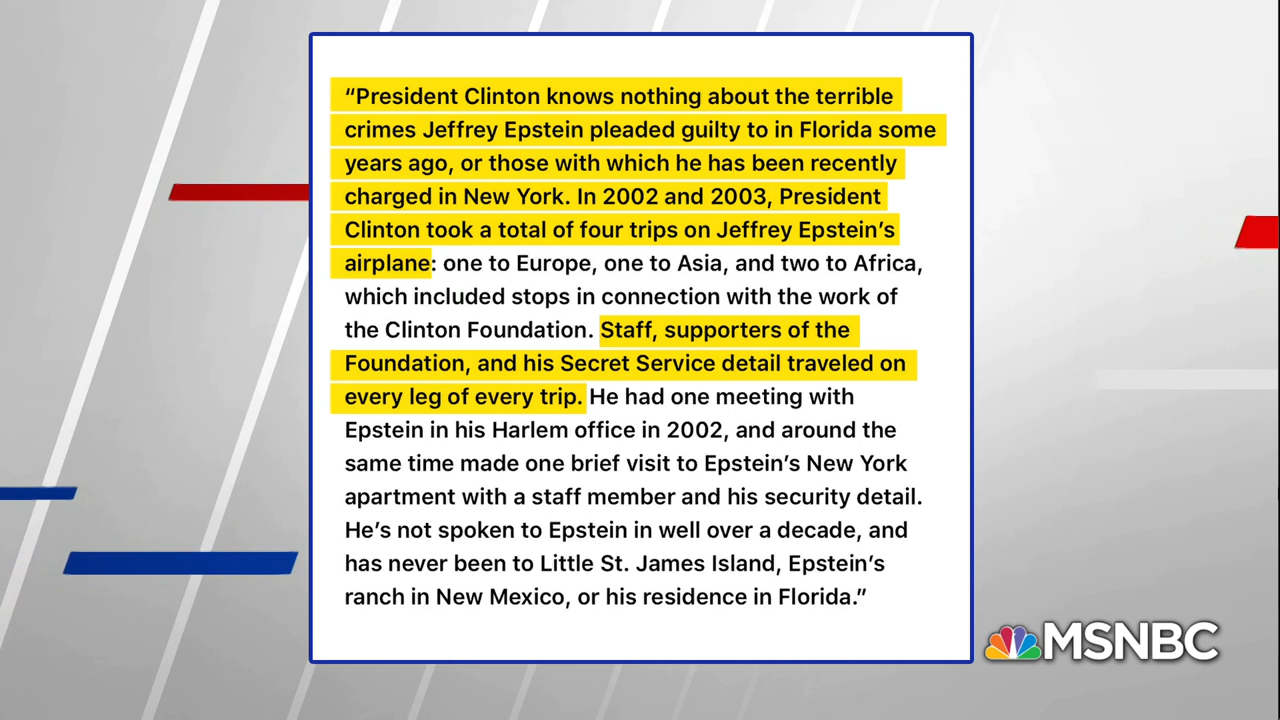 “President Clinton knows nothing about the terrible
crimes Jeffrey Epstein pleaded guilty to in Florida some
years ago, or those with which he has been recently
charged in New York. In 2002 and 2003, President
Clinton took a total of four trips on Jeffrey Epstein’s
airplane: one to Europe, one to Asia, and two to Africa,
which included stops in connection with the work of
the Clinton Foundation. Staff, supporters of the
Foundation, and his Secret Service detail traveled on
every leg of every trip. He had one meeting with
Epstein in his Harlem office in 2002, and around the
same time made one brief visit to Epstein’s New York
apartment with a staff member and his security detail.
He’s not spoken to Epstein in well over a decade, and
has never been to Little St. James Island, Epstein’s
ranch in New Mexico, or his residence in Florida.”
MSNBC